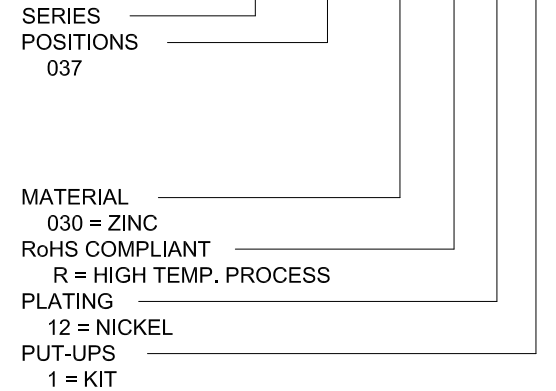 SERIES
POSITIONS
037
MATERIAL
030 = ZINC
RoHS COMPLIANT
R = HIGH TEMP. PROCESS
PLATING
12 = NICKEL
PUT-UPS
1 = KIT